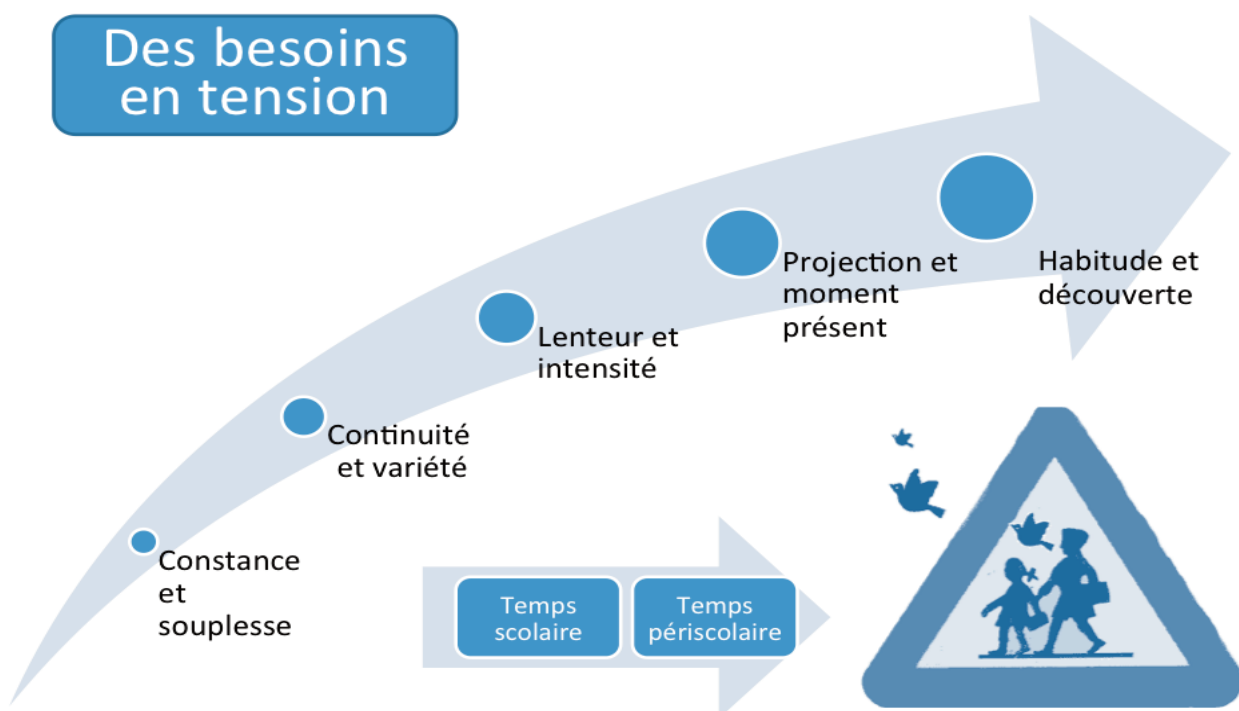 Des besoins
en tension
Constance
et
souplesse
Continuité
et variété
Lenteur et
intensité
Projection et
moment
présent
Habitude et
découverte
Temps
scolaire
Temps
périscolaire